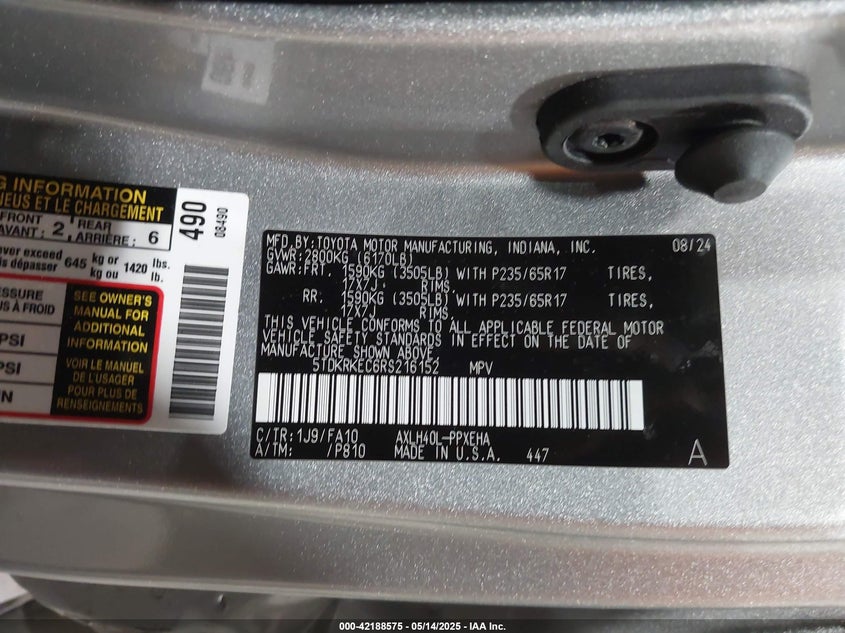 G INFORMATION
NEUS ET LE CHARGEMENT
FRONT
AVANT : 2
REAR
ARRIÈRE : 6
ever exceed
s dépasser 645 kg or
kg ou 1420 lbs.
lb.
ESSURE
S À FROID
PSI
PSI
SEE OWNER'S
MANUAL FOR
ADDITIONAL
INFORMATION
VOIR LE MANUEL
DE L'USAGER
POUR PLUS DE
RENSEIGNEMENTS
490
08-490
MFD.BY:TOYOTA MOTOR MANUFACTURING, INDIANA, INC. 08/24
GVWR:2800KG (6170LB)
GAWR:FRT. 1590KG (3505LB) WITH P235/65R17 TIRES,
17X7J RIMS,
RR. 1590KG (3505LB) WITH P235/65R17 TIRES,
17X7J RIMS.
THIS VEHICLE CONFORMS TO ALL APPLICABLE FEDERAL MOTOR
VEHICLE SAFETY STANDARDS IN EFFECT ON THE DATE OF
MANUFACTURE SHOWN ABOVE.
5TDKRKEC6RS216152 MPV
C/TR:1J9/FA10 AXLH40L-PPXEHA
A/TM: /P810 MADE IN U.S.A. 447
A
000-42188575 - 05/14/2025 - IAA Inc.